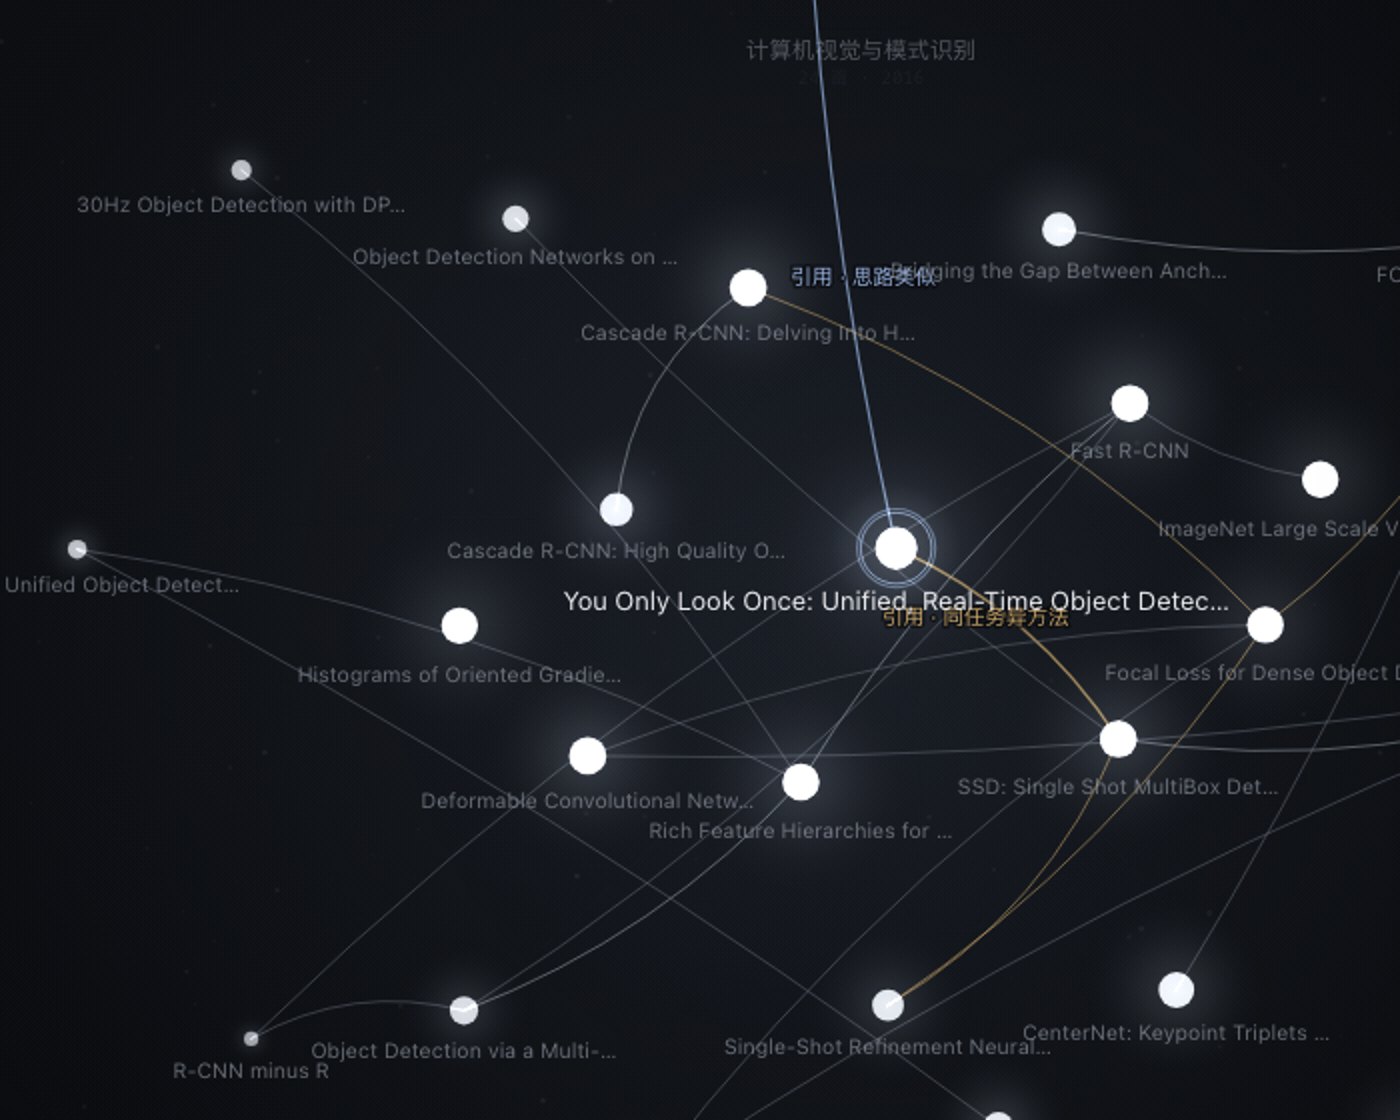 计算机视觉与模式识别
24 篇 · 2016
30Hz Object Detection with DP...
Object Detection Networks on ...
引用 · 思路类似
Bridging the Gap Between Anch...
FC
Cascade R-CNN: Delving Into H...
Fast R-CNN
ImageNet Large Scale V
Cascade R-CNN: High Quality O...
Unified Object Detect...
You Only Look Once: Unified, Real-Time Object Detec...
引用 · 同任务异方法
Histograms of Oriented Gradie...
Focal Loss for Dense Object D
SSD: Single Shot MultiBox Det...
Deformable Convolutional Netw...
Rich Feature Hierarchies for ...
CenterNet: Keypoint Triplets ...
Single-Shot Refinement Neural...
Object Detection via a Multi-...
R-CNN minus R